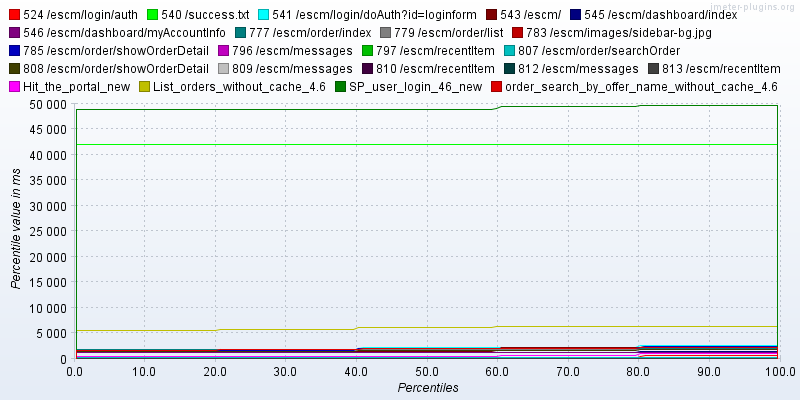 524 /escm/login/auth 540 /success.txt 541 /escm/login/doAuth?id=loginform 543 /escm/ 545 /escm/dashboard/index
546 /escm/dashboard/myAccountInfo 777 /escm/order/index 779 /escm/order/list 783 /escm/images/sidebar-bg.jpg
785 /escm/order/showOrderDetail 796 /escm/messages 797 /escm/recentItem 807 /escm/order/searchOrder
808 /escm/order/showOrderDetail 809 /escm/messages 810 /escm/recentItem 812 /escm/messages 813 /escm/recentItem
Hit_the_portal_new List_orders_without_cache_4.6 SP_user_login_46_new order_search_by_offer_name_without_cache_4.6
jmeter-plugins.org
Percentile value in ms
50 000
45 000
40 000
35 000
30 000
25 000
20 000
15 000
10 000
5 000
0
0.0 10.0 20.0 30.0 40.0 50.0 60.0 70.0 80.0 90.0 100.0
Percentiles